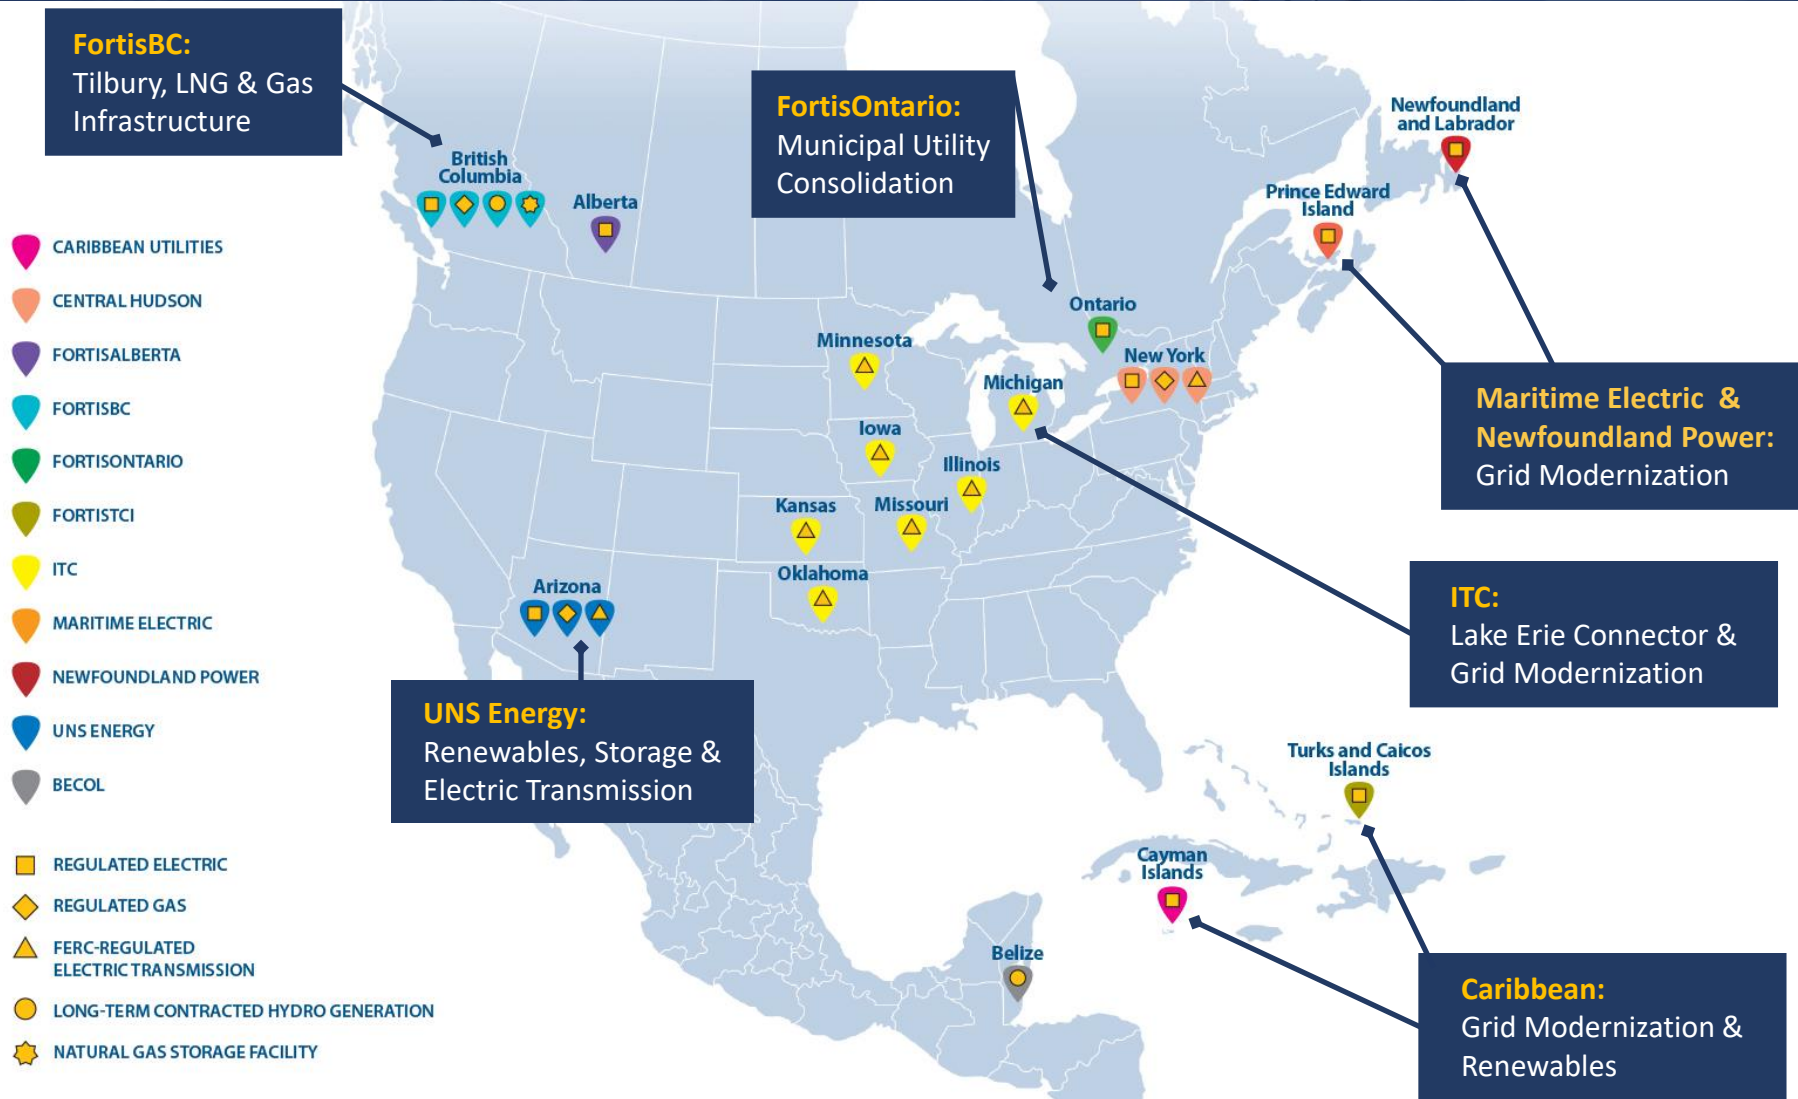 FortisBC:
Tilbury, LNG & Gas
Infrastructure
FortisOntario:
Municipal Utility
Consolidation
Newfoundland
and Labrador
British
Columbia
Alberta
Prince Edward
Island
CARIBBEAN UTILITIES
CENTRAL HUDSON
FORTISALBERTA
FORTISBC
FORTISONTARIO
FORTISTCI
ITC
MARITIME ELECTRIC
NEWFOUNDLAND POWER
UNS ENERGY
BECOL
Ontario
Minnesota
New York
Michigan
Iowa
Illinois
Kansas
Missouri
Oklahoma
Arizona
Maritime Electric &
Newfoundland Power:
Grid Modernization
ITC:
Lake Erie Connector &
Grid Modernization
UNS Energy:
Renewables, Storage &
Electric Transmission
Turks and Caicos
Islands
Cayman
Islands
Belize
REGULATED ELECTRIC
REGULATED GAS
FERC-REGULATED
ELECTRIC TRANSMISSION
LONG-TERM CONTRACTED HYDRO GENERATION
NATURAL GAS STORAGE FACILITY
Caribbean:
Grid Modernization &
Renewables